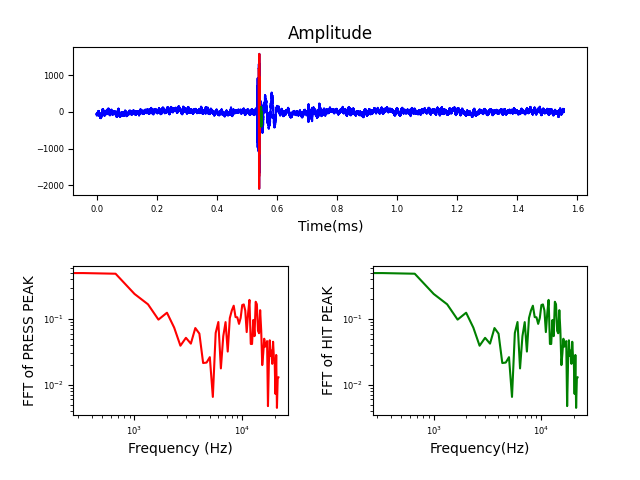 Amplitude
1000
0
−1000
−2000
0.0 0.2 0.4 0.6 0.8 1.0 1.2 1.4 1.6
Time(ms)
FFT of PRESS PEAK
10⁻¹
10⁻²
10³ 10⁴
Frequency (Hz)
FFT of HIT PEAK
10⁻¹
10⁻²
10³ 10⁴
Frequency(Hz)